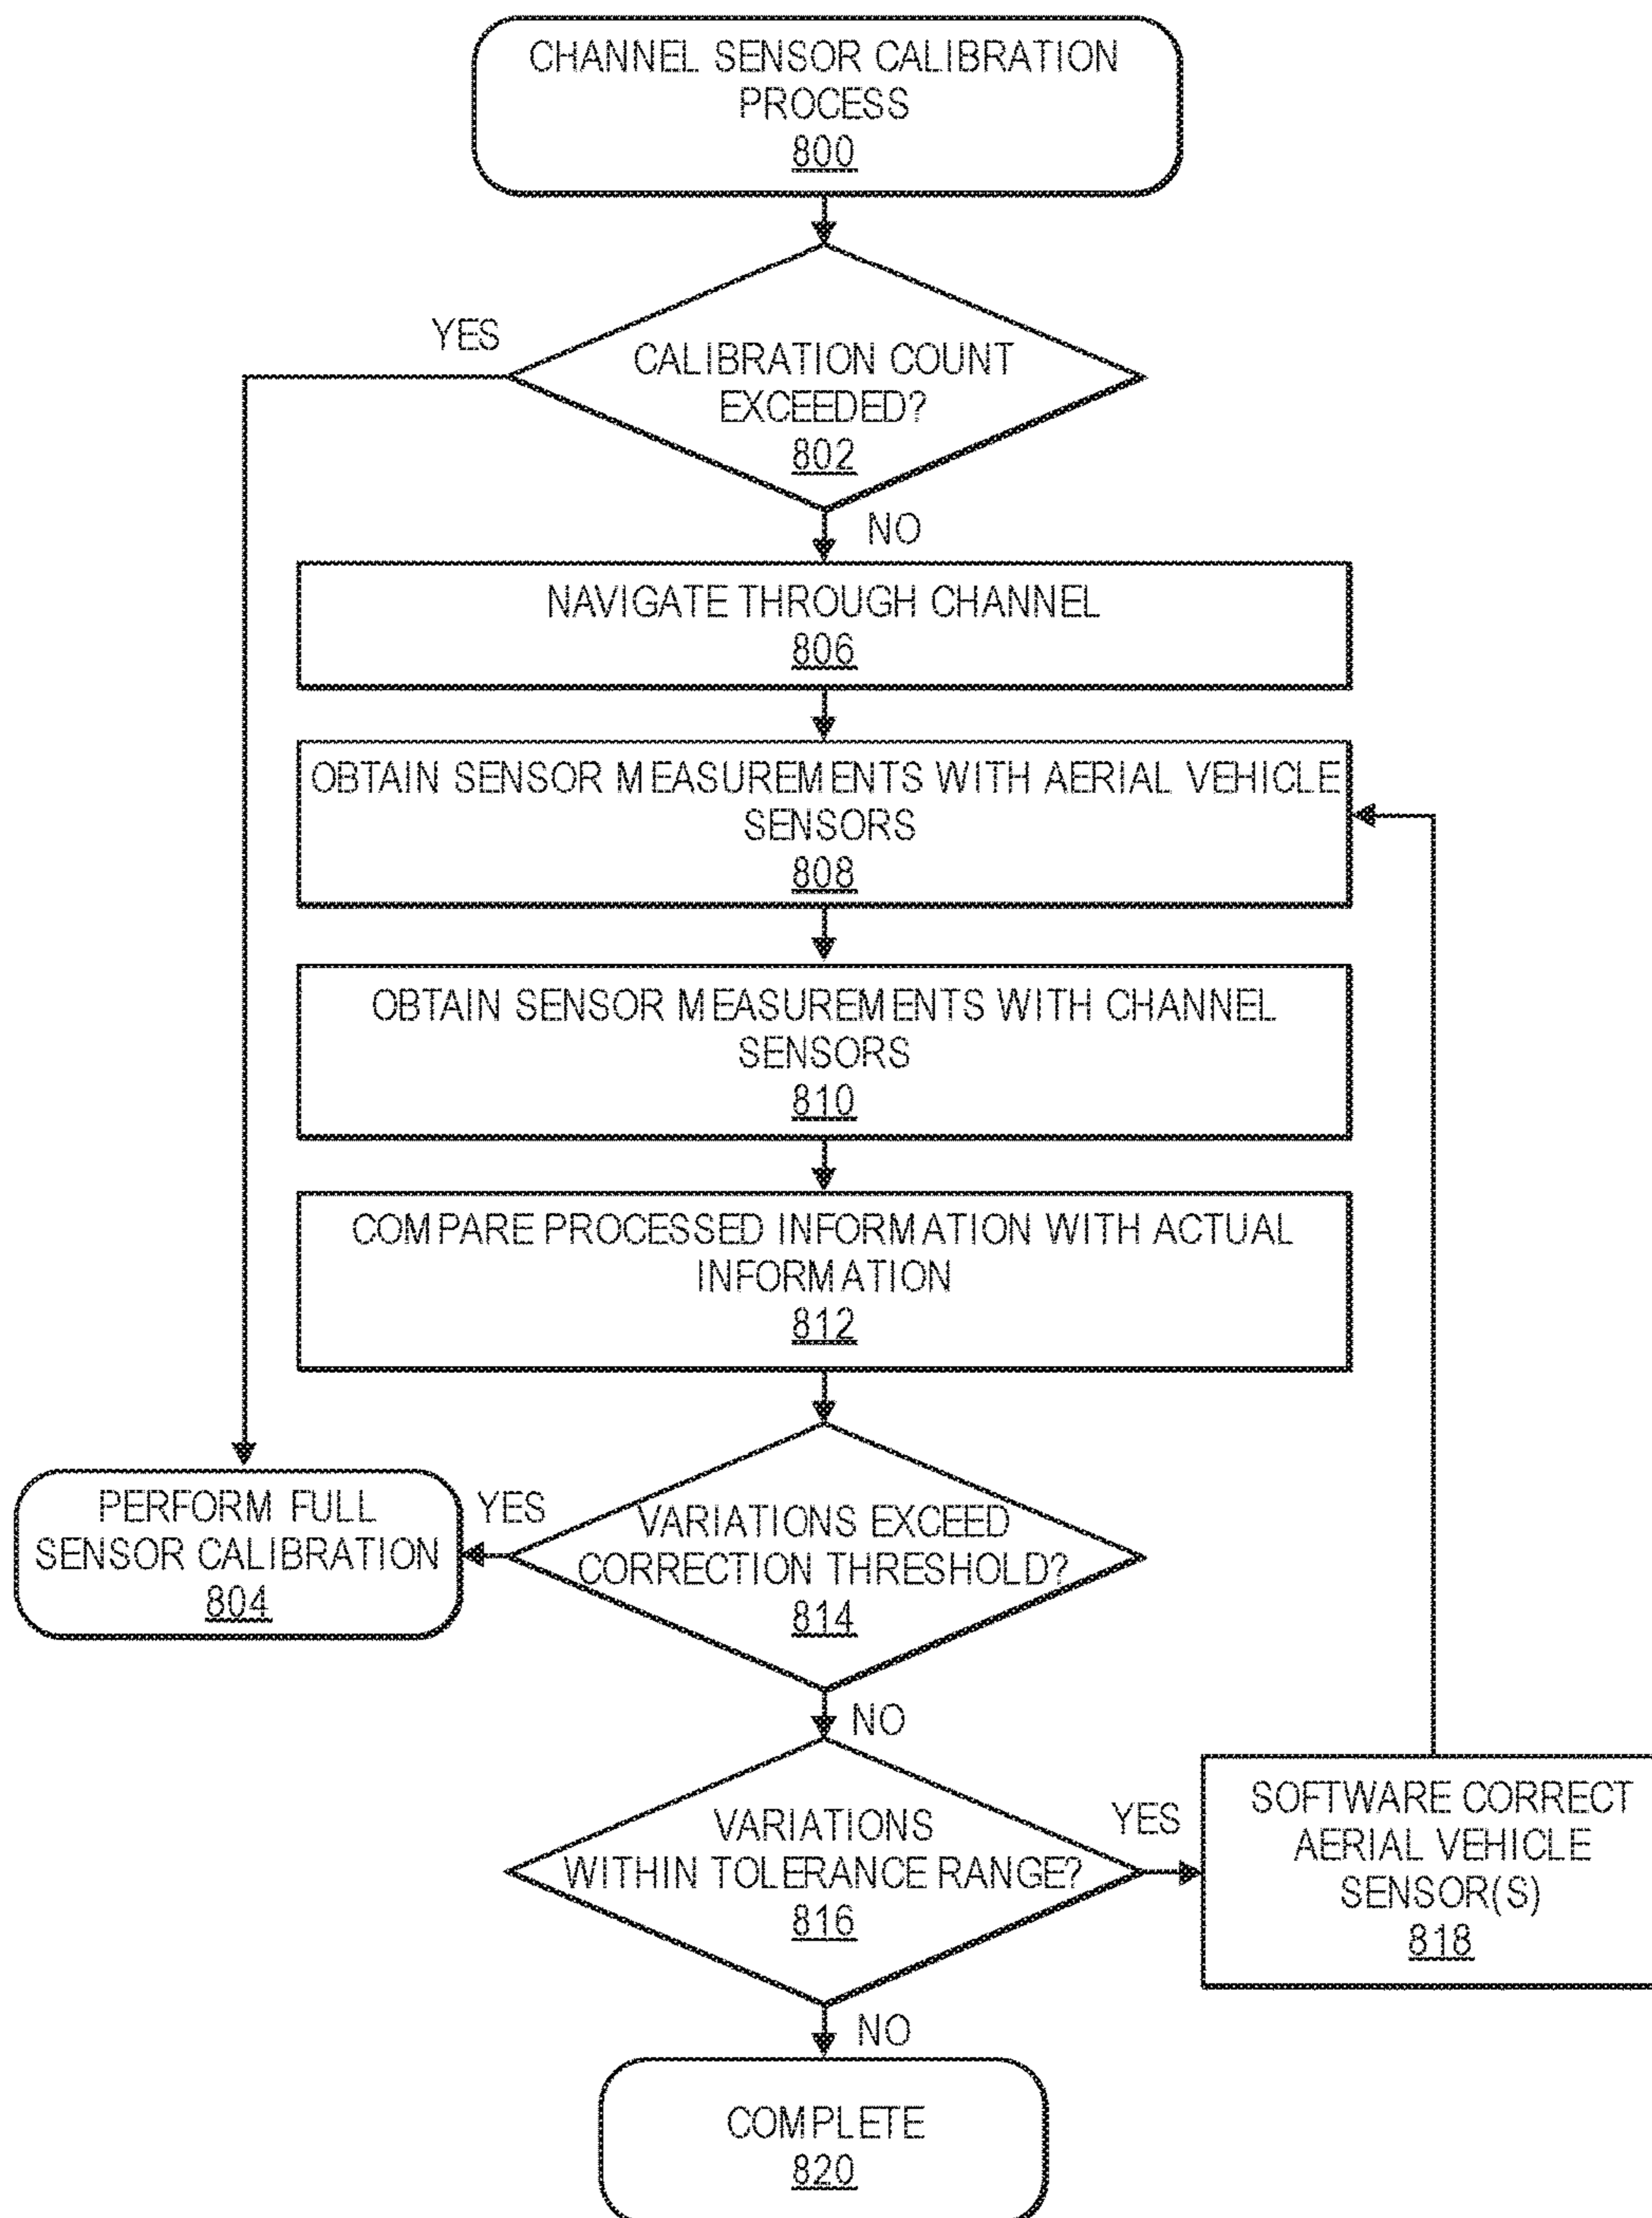 CHANNEL SENSOR CALIBRATION
PROCESS
800
YES
CALIBRATION COUNT
EXCEEDED?
802
NO
NAVIGATE THROUGH CHANNEL
806
OBTAIN SENSOR MEASUREMENTS WITH AERIAL VEHICLE
SENSORS
808
OBTAIN SENSOR MEASUREMENTS WITH CHANNEL
SENSORS
810
COMPARE PROCESSED INFORMATION WITH ACTUAL
INFORMATION
812
PERFORM FULL
SENSOR CALIBRATION
804
YES
VARIATIONS EXCEED
CORRECTION THRESHOLD?
814
NO
VARIATIONS
WITHIN TOLERANCE RANGE?
816
YES
SOFTWARE CORRECT
AERIAL VEHICLE
SENSOR(S)
818
NO
COMPLETE
820